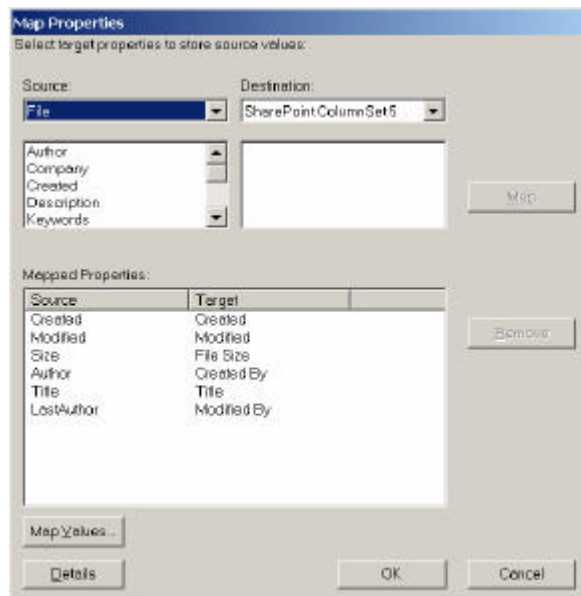 Map Properties
Select target properties to store source values:
Source: Destination:
File SharePointColumnSet5
Author
Company
Created
Description
Keywords
Map
Mapped Properties:
Source Target
Created Created
Modified Modified
Size File Size
Author Created By
Title Title
LastAuthor Modified By
Remove
Map Values...
Details OK Cancel